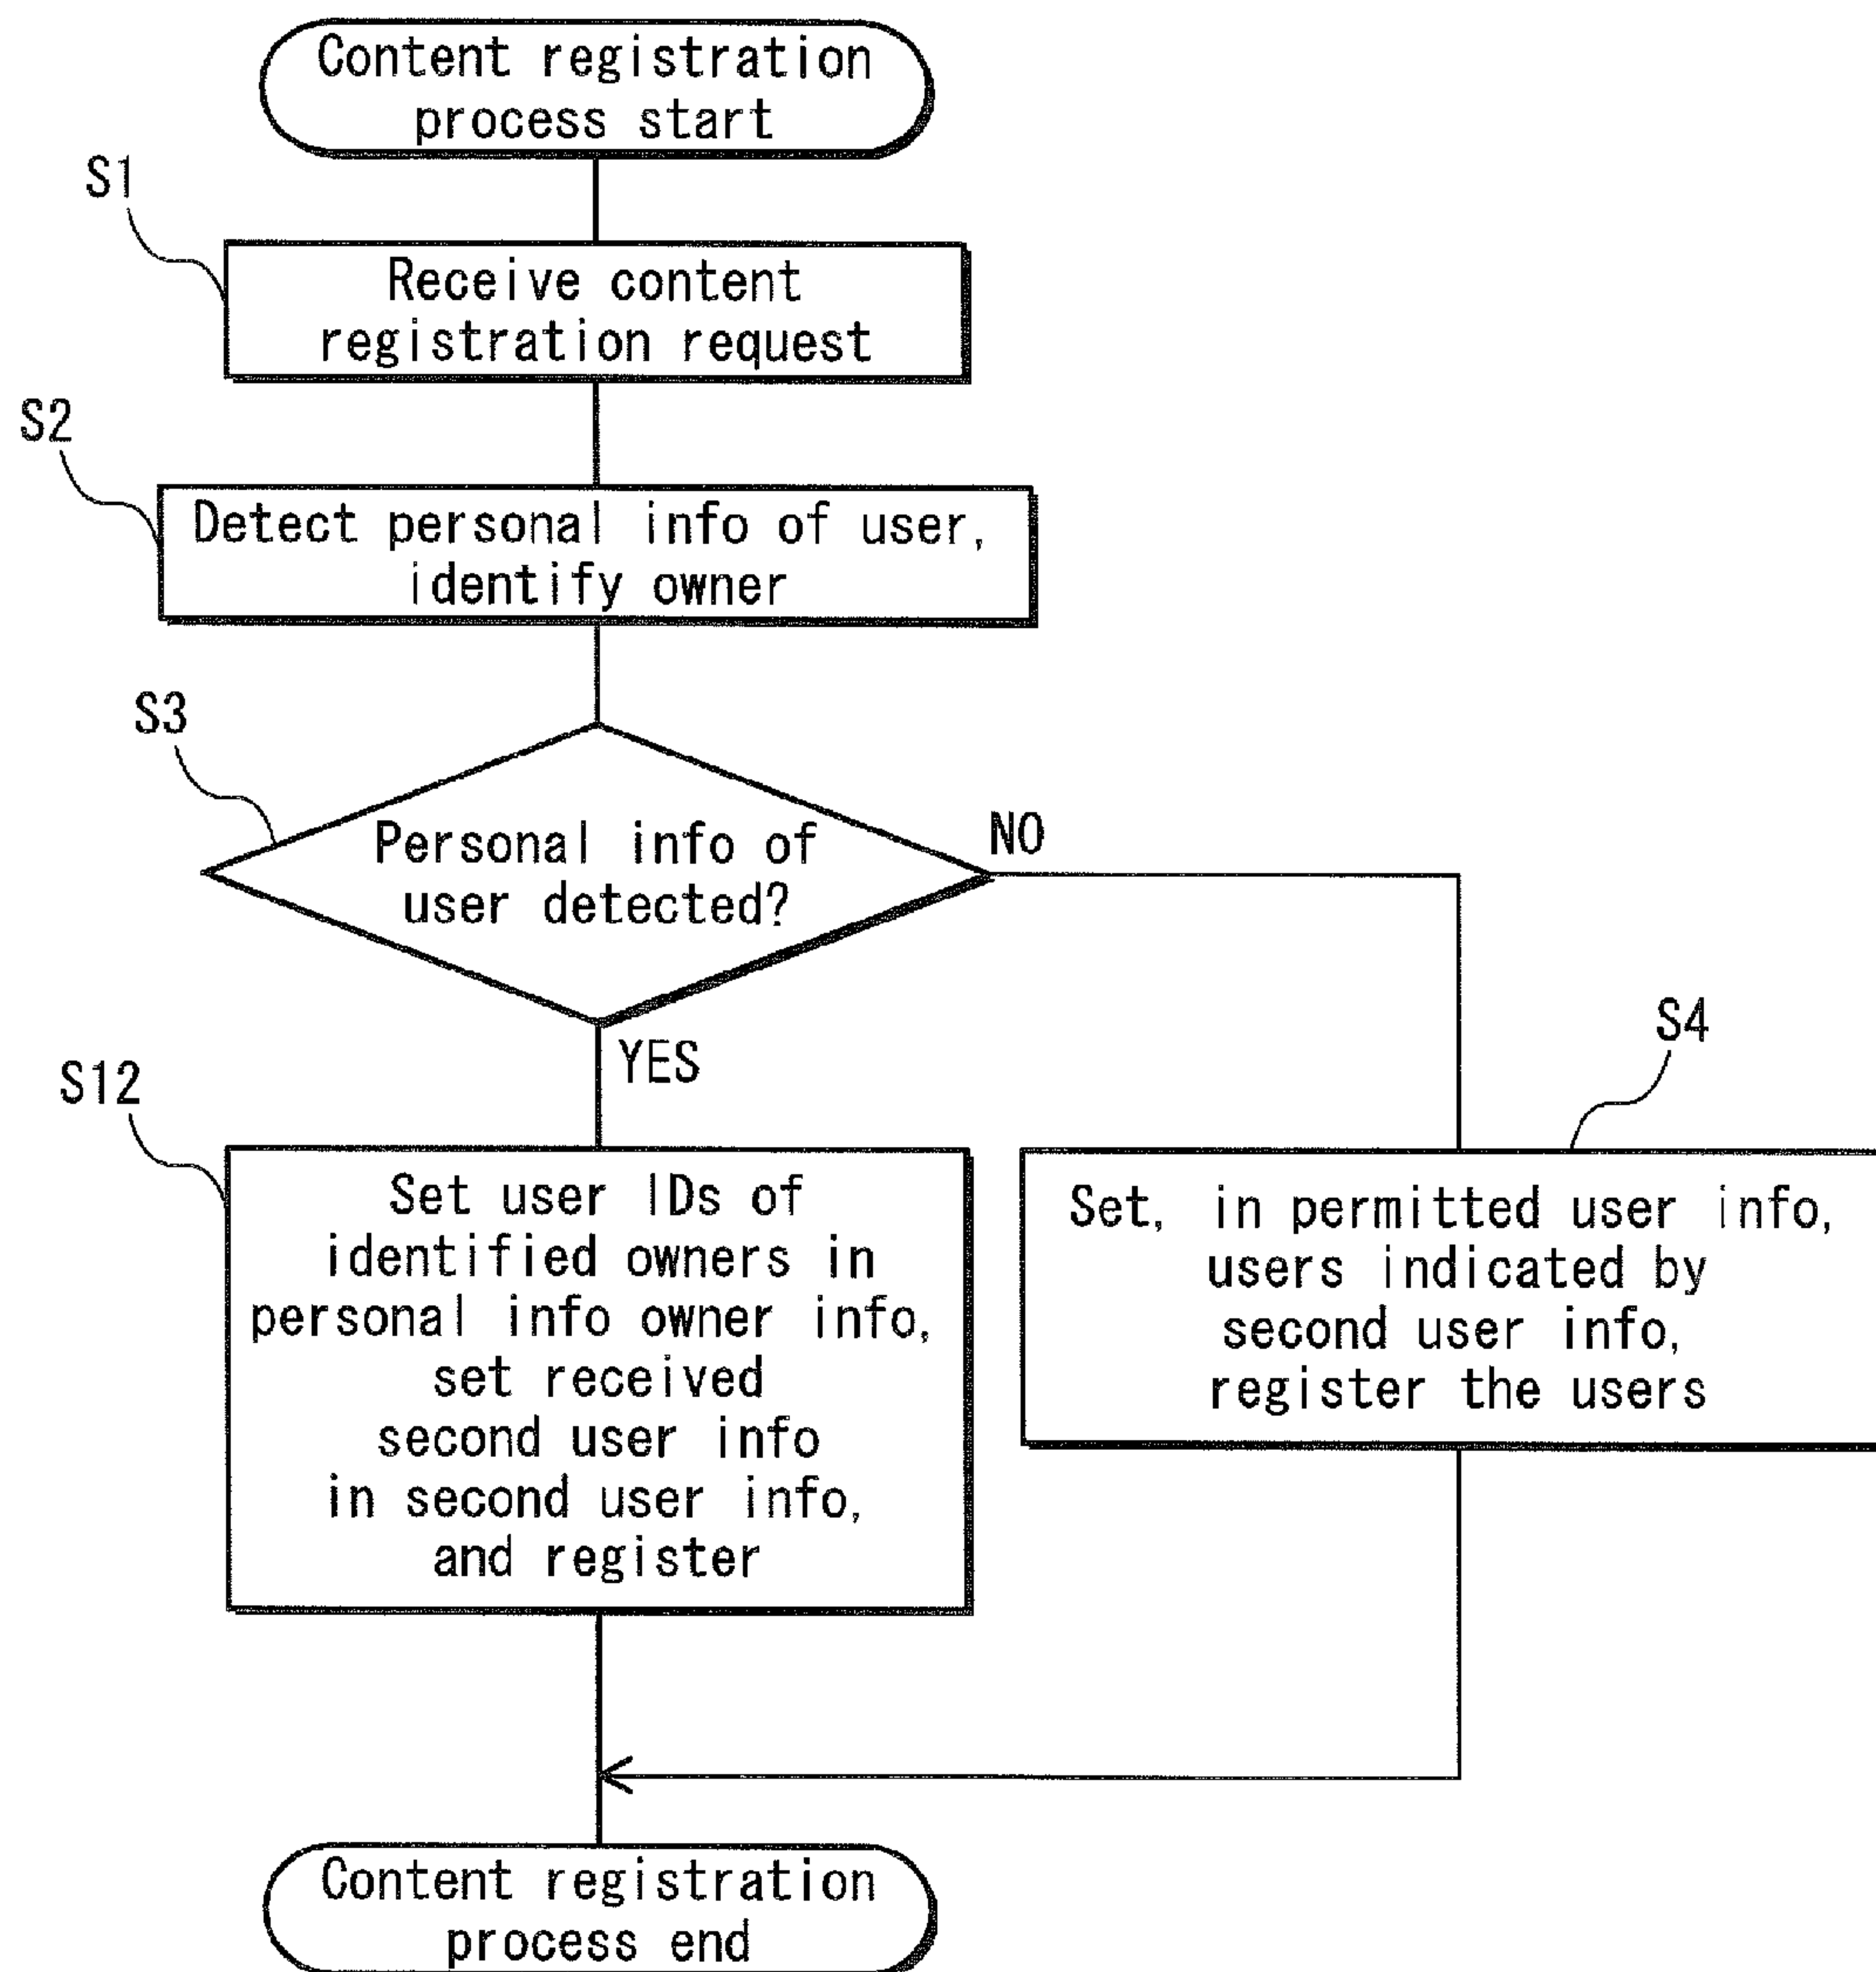 Content registration
process start
S1
Receive content
registration request
S2
Detect personal info of user,
identify owner
S3
Personal info of
user detected?
NO
YES
S4
S12
Set user IDs of
identified owners in
personal info owner info,
set received
second user info
in second user info,
and register
Set, in permitted user info,
users indicated by
second user info,
register the users
Content registration
process end